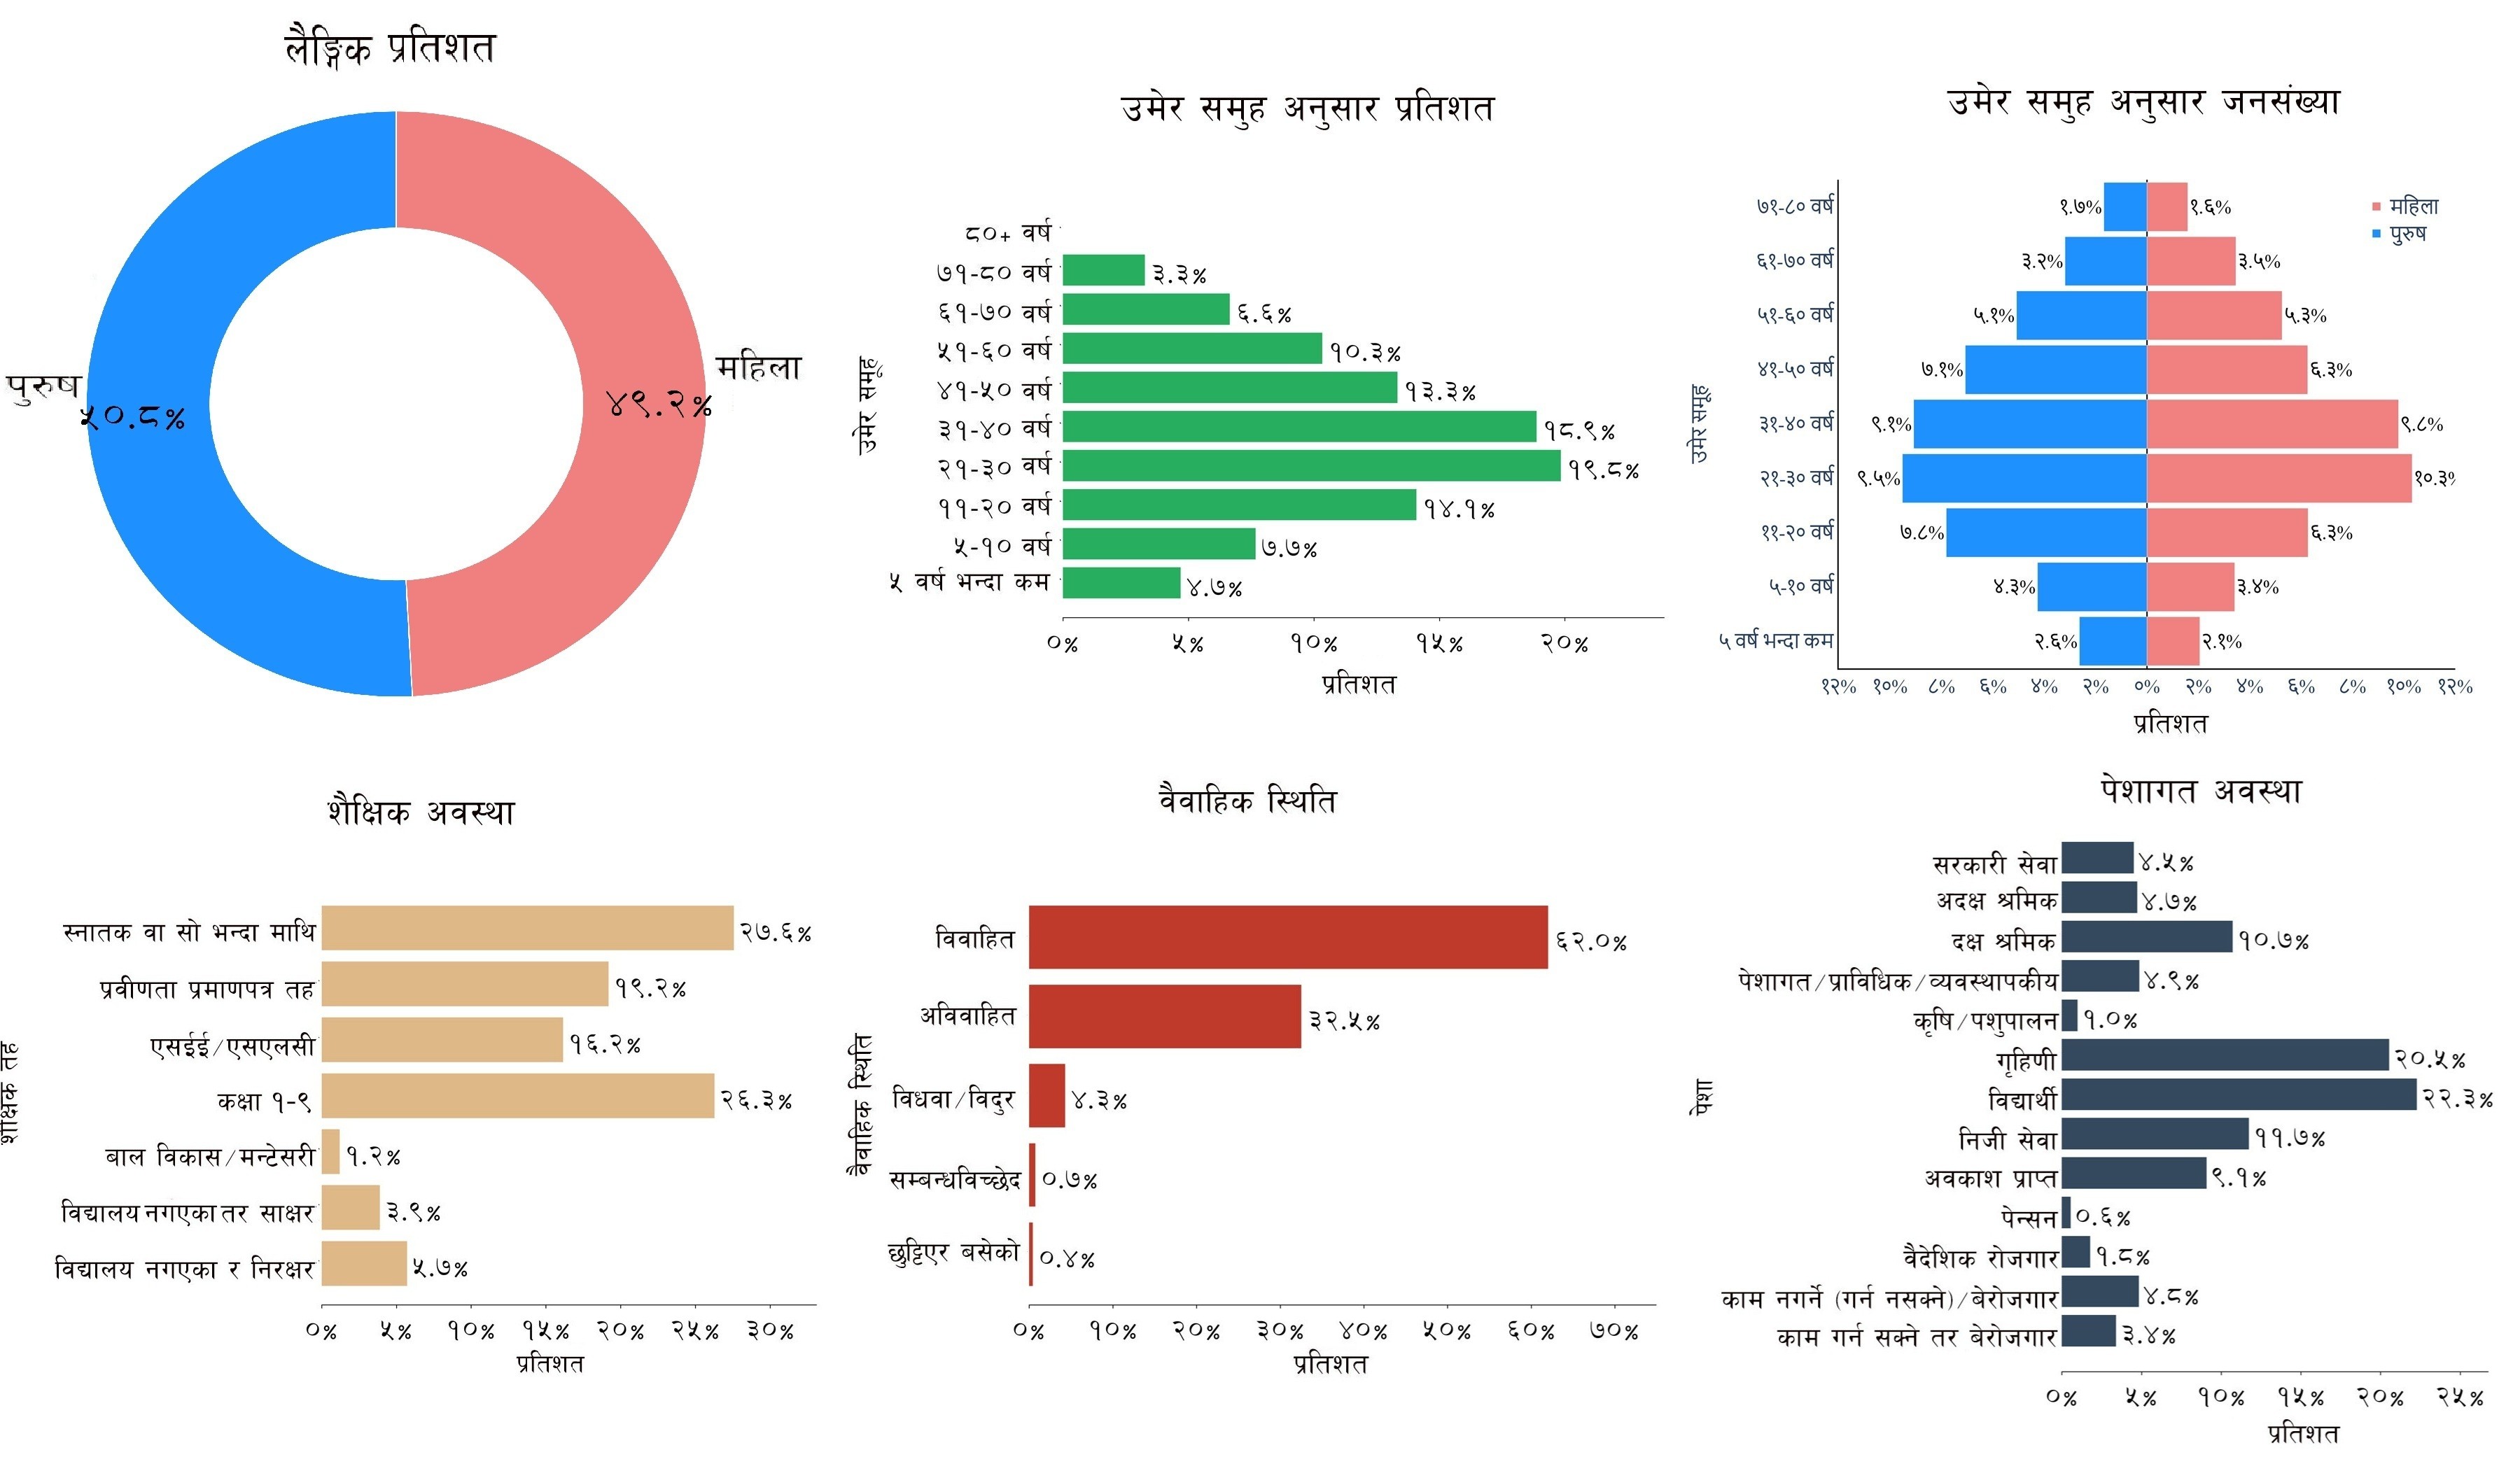 लैङ्गिक प्रतिशत
पुरुष
५०.८%
महिला
४९.२%
उमेर समुह अनुसार प्रतिशत
उमेर समूह
८०+ वर्ष
७१-८० वर्ष ३.३%
६१-७० वर्ष ६.६%
५१-६० वर्ष १०.३%
४१-५० वर्ष १३.३%
३१-४० वर्ष १८.९%
२१-३० वर्ष १९.८%
११-२० वर्ष १४.१%
५-१० वर्ष ७.७%
५ वर्ष भन्दा कम ४.७%
०% ५% १०% १५% २०%
प्रतिशत
उमेर समुह अनुसार जनसंख्या
उमेर समूह
महिला
पुरुष
७१-८० वर्ष १.७% १.६%
६१-७० वर्ष ३.२% ३.५%
५१-६० वर्ष ५.१% ५.३%
४१-५० वर्ष ७.१% ६.३%
३१-४० वर्ष ९.१% ९.८%
२१-३० वर्ष ९.५% १०.३%
११-२० वर्ष ७.८% ६.३%
५-१० वर्ष ४.३% ३.४%
५ वर्ष भन्दा कम २.६% २.१%
१२% १०% ८% ६% ४% २% ०% २% ४% ६% ८% १०% १२%
प्रतिशत
शैक्षिक अवस्था
शैक्षिक तह
स्नातक वा सो भन्दा माथि २७.६%
प्रवीणता प्रमाणपत्र तह १९.२%
एसईई/एसएलसी १६.२%
कक्षा १-९ २६.३%
बाल विकास/मन्टेसरी १.२%
विद्यालय नगएका तर साक्षर ३.९%
विद्यालय नगएका र निरक्षर ५.७%
०% ५% १०% १५% २०% २५% ३०%
प्रतिशत
वैवाहिक स्थिति
वैवाहिक स्थिति
विवाहित ६२.०%
अविवाहित ३२.५%
विधवा/विदुर ४.३%
सम्बन्धविच्छेद ०.७%
छुट्टिएर बसेको ०.४%
०% १०% २०% ३०% ४०% ५०% ६०% ७०%
प्रतिशत
पेशागत अवस्था
पेशा
सरकारी सेवा ४.५%
अदक्ष श्रमिक ४.७%
दक्ष श्रमिक १०.७%
पेशागत/प्राविधिक/व्यवस्थापकीय ४.९%
कृषि/पशुपालन १.०%
गृहिणी २०.५%
विद्यार्थी २२.३%
निजी सेवा ११.७%
अवकाश प्राप्त ९.१%
पेन्सन ०.६%
वैदेशिक रोजगार १.८%
काम नगर्ने (गर्न नसक्ने)/बेरोजगार ४.८%
काम गर्न सक्ने तर बेरोजगार ३.४%
०% ५% १०% १५% २०% २५%
प्रतिशत